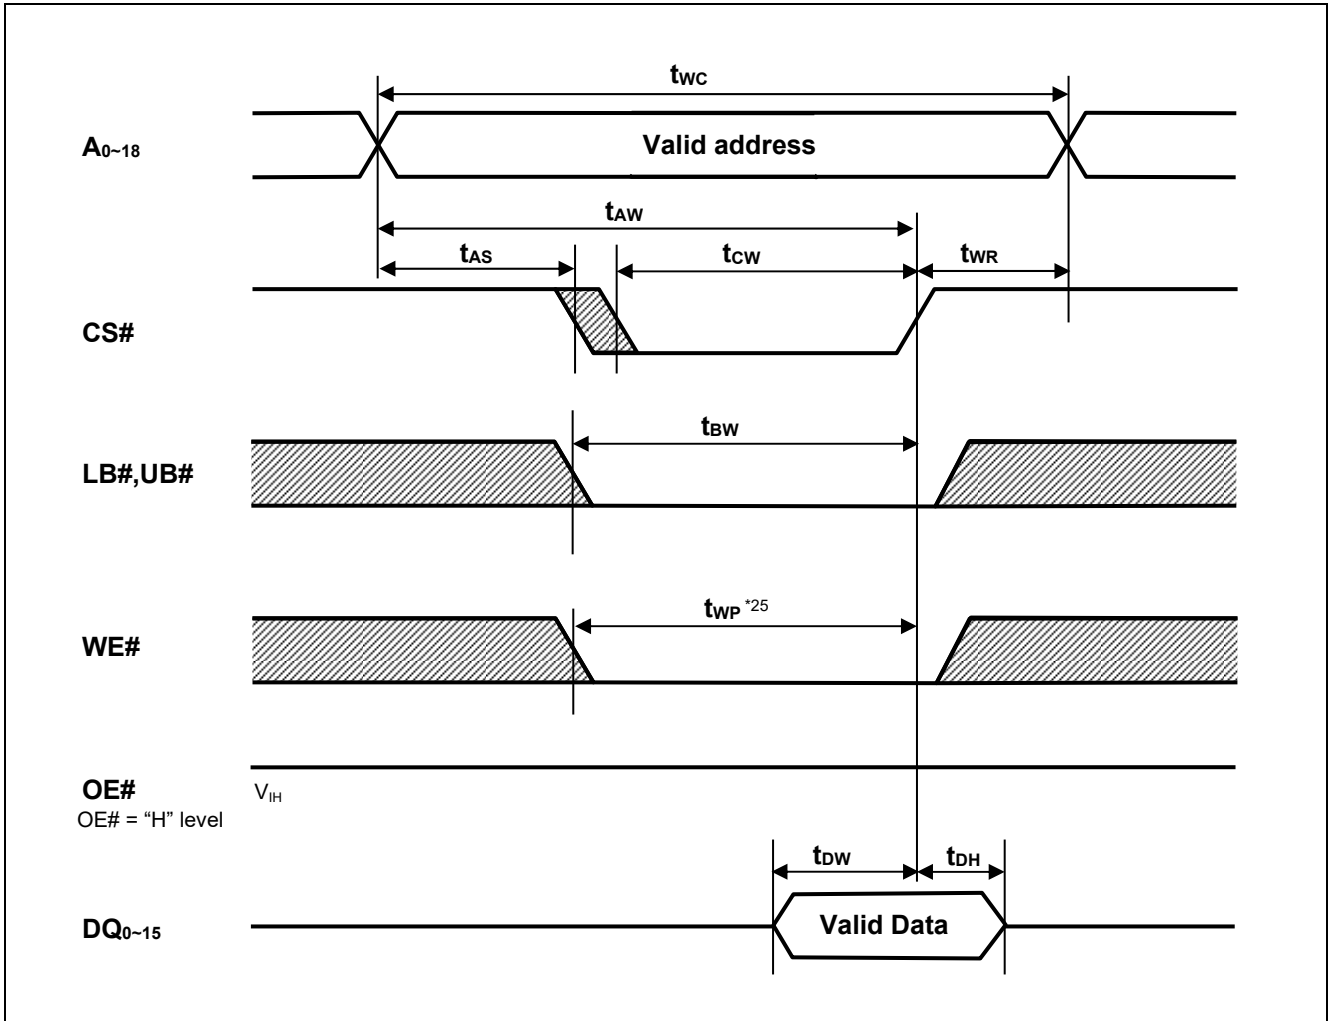 tWC
A0~18
Valid address
tAW
tAS
tCW
tWR
CS#
tBW
LB#,UB#
tWP *25
WE#
OE#
VIH
OE# = “H” level
tDW
tDH
DQ0~15
Valid Data